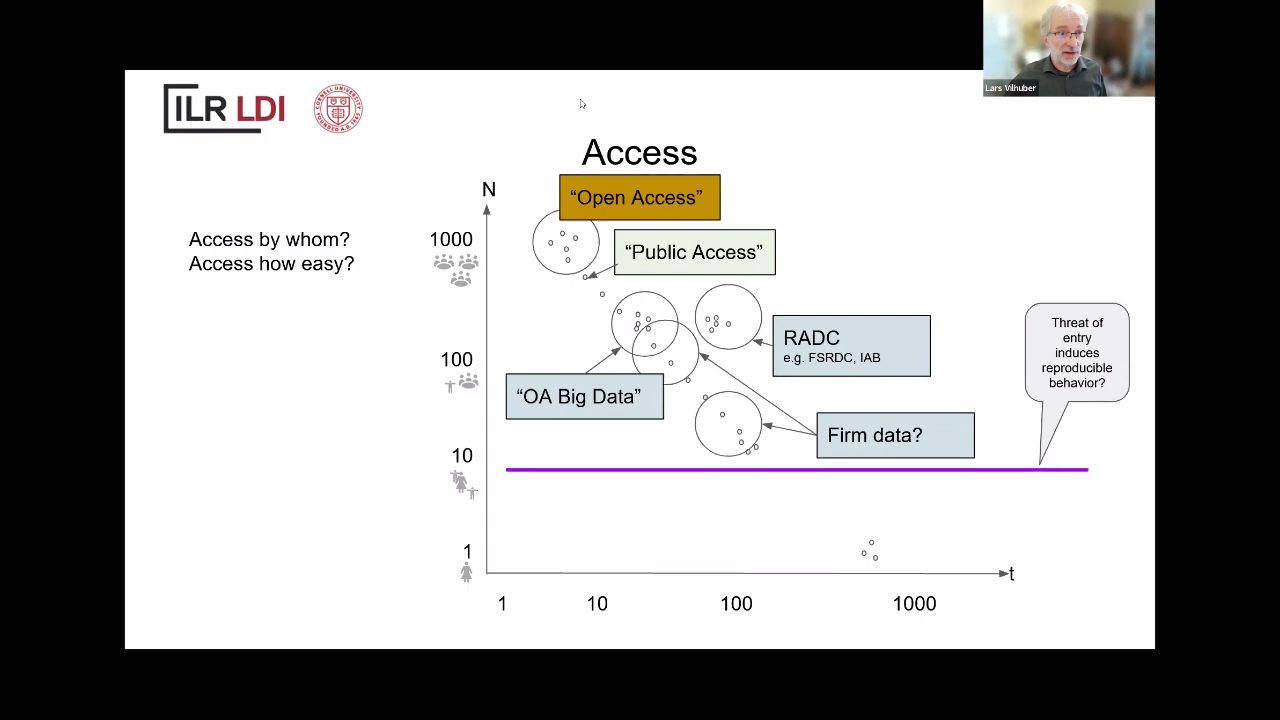 Lars Vilhuber
ILR LDI
CORNELL UNIVERSITY
FOUNDED A.D. 1865
Access
N
“Open Access”
Access by whom?
Access how easy?
1000
“Public Access”
RADC
e.g. FSRDC, IAB
Threat of
entry
induces
reproducible
behavior?
100
“OA Big Data”
Firm data?
10
1
t
1
10
100
1000